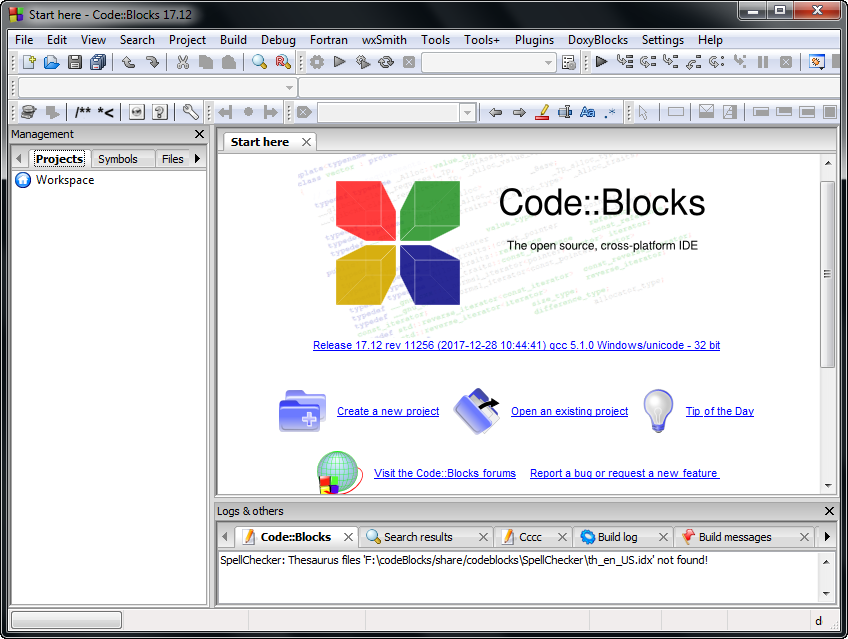 Start here - Code::Blocks 17.12
File Edit View Search Project Build Debug Fortran wxSmith Tools Tools+ Plugins DoxyBlocks Settings Help
/** *<
Management
Projects Symbols Files
Workspace
Start here
Code::Blocks
The open source, cross-platform IDE
Release 17.12 rev 11256 (2017-12-28 10:44:41) gcc 5.1.0 Windows/unicode - 32 bit
Create a new project Open an existing project Tip of the Day
Visit the Code::Blocks forums Report a bug or request a new feature
Logs & others
Code::Blocks Search results Cccc Build log Build messages
SpellChecker: Thesaurus files 'F:\codeBlocks/share/codeblocks\SpellChecker\th_en_US.idx' not found!
d